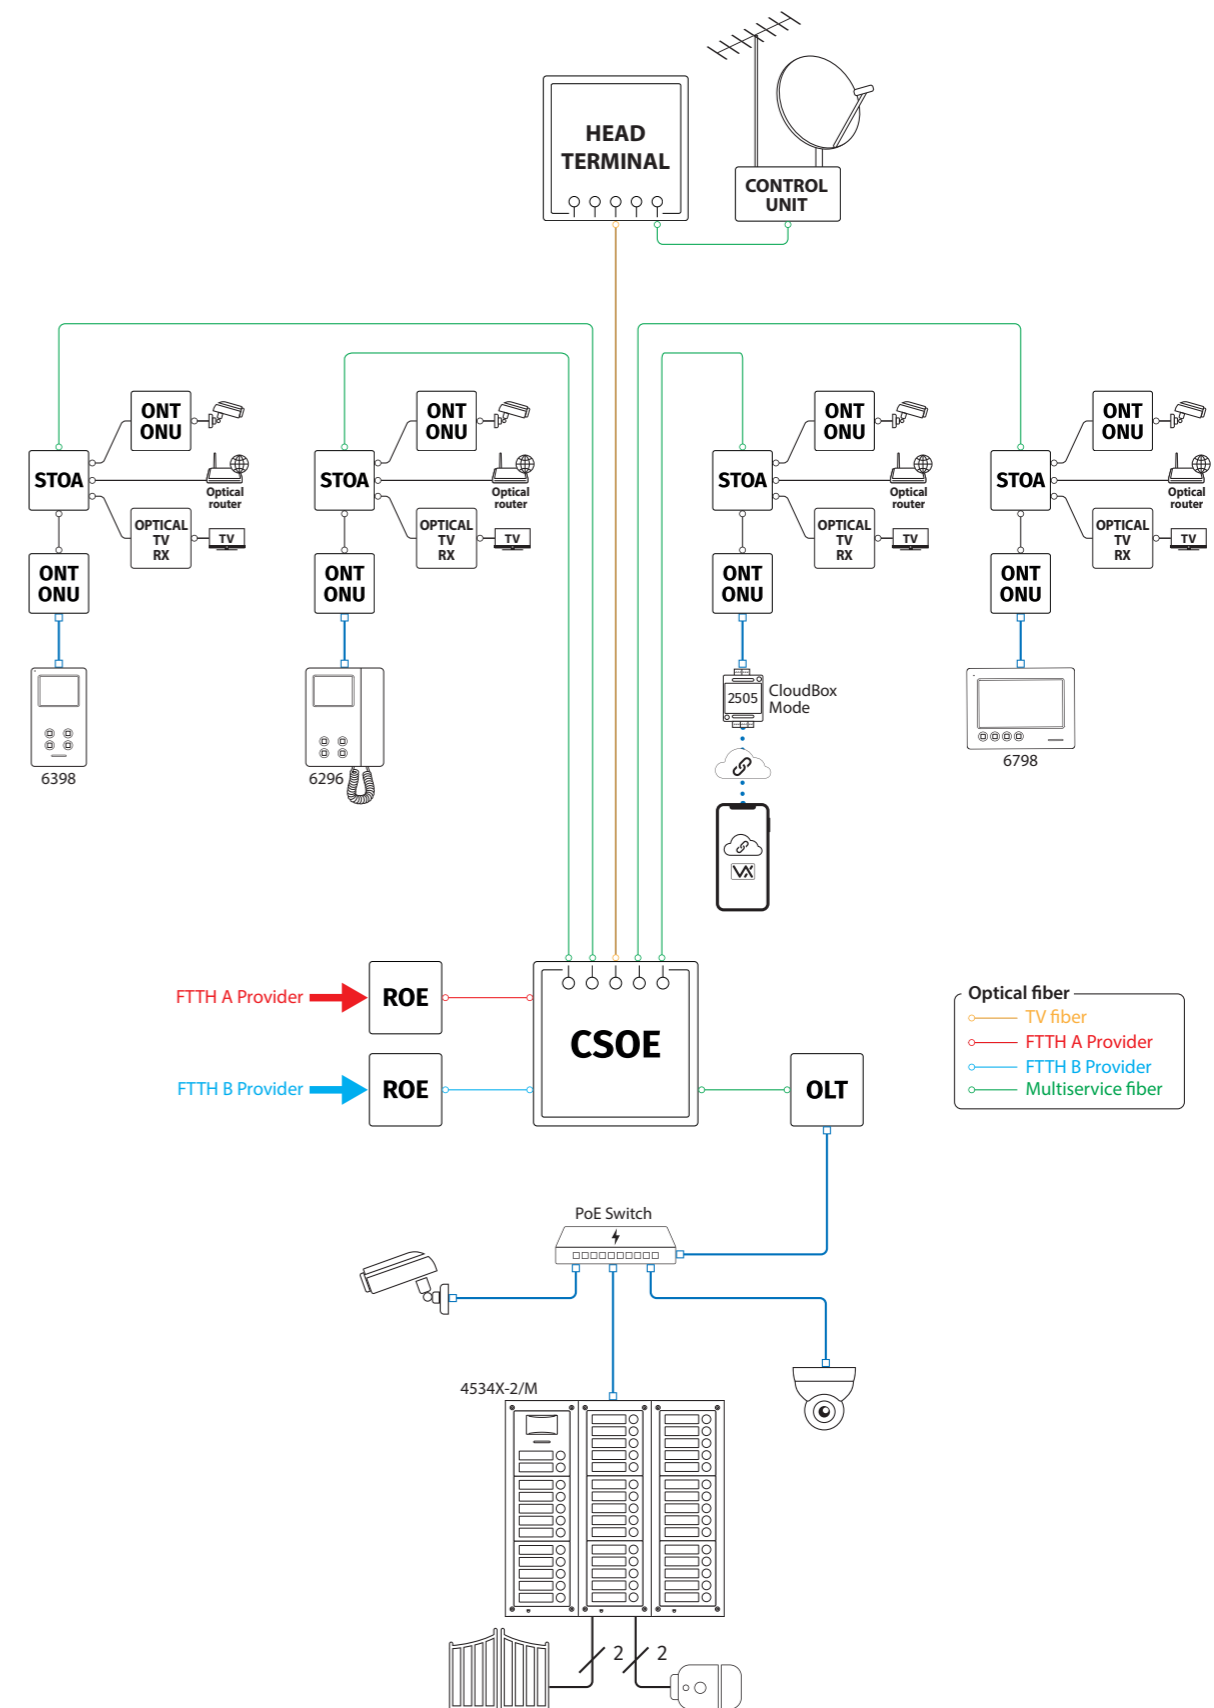 HEAD
TERMINAL
CONTROL
UNIT
ONT
ONU
STOA
Optical
router
OPTICAL
TV
RX
TV
ONT
ONU
6398
ONT
ONU
STOA
Optical
router
OPTICAL
TV
RX
TV
ONT
ONU
6296
ONT
ONU
STOA
Optical
router
OPTICAL
TV
RX
TV
ONT
ONU
2505
CloudBox
Mode
VX
ONT
ONU
STOA
Optical
router
OPTICAL
TV
RX
TV
ONT
ONU
6798
FTTH A Provider
ROE
FTTH B Provider
ROE
CSOE
OLT
Optical fiber
TV fiber
FTTH A Provider
FTTH B Provider
Multiservice fiber
PoE Switch
4534X-2/M
2
2